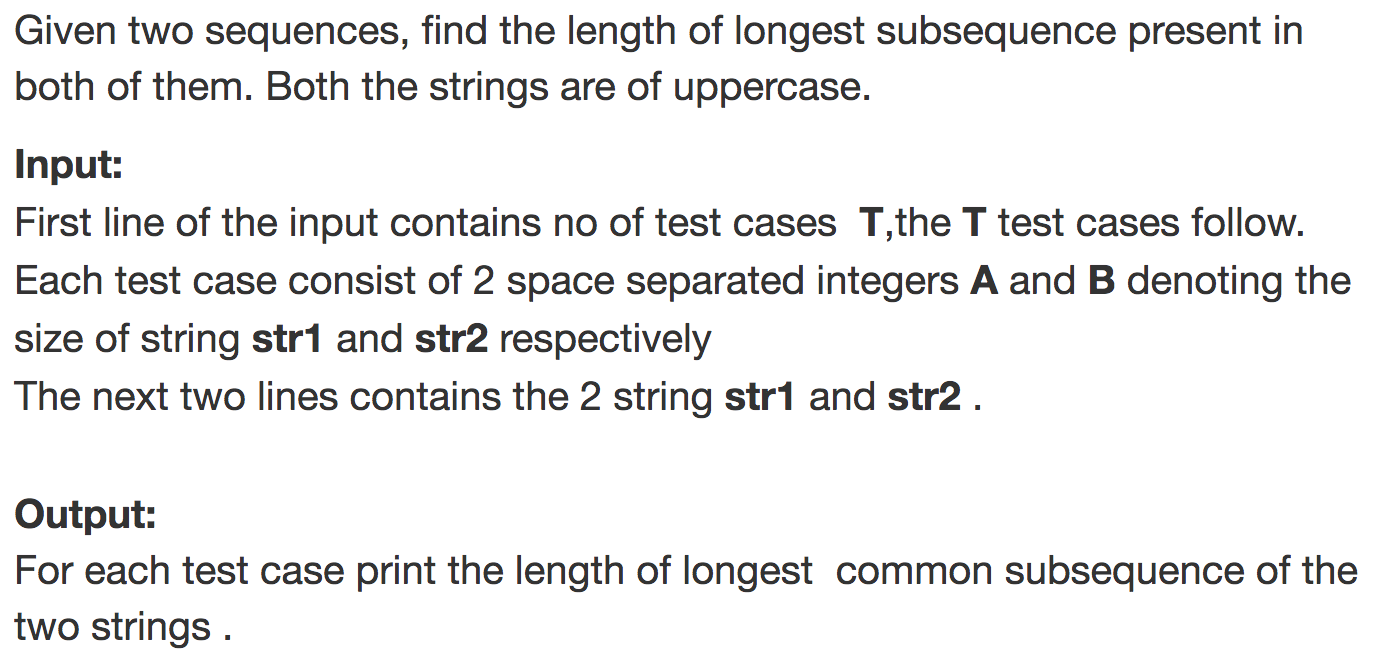 Given two sequences, find the length of longest subsequence present in
both of them. Both the strings are of uppercase.
Input:
First line of the input contains no of test cases  T,the T test cases follow.
Each test case consist of 2 space separated integers A and B denoting the
size of string str1 and str2 respectively
The next two lines contains the 2 string str1 and str2 .
Output:
For each test case print the length of longest  common subsequence of the
two strings .